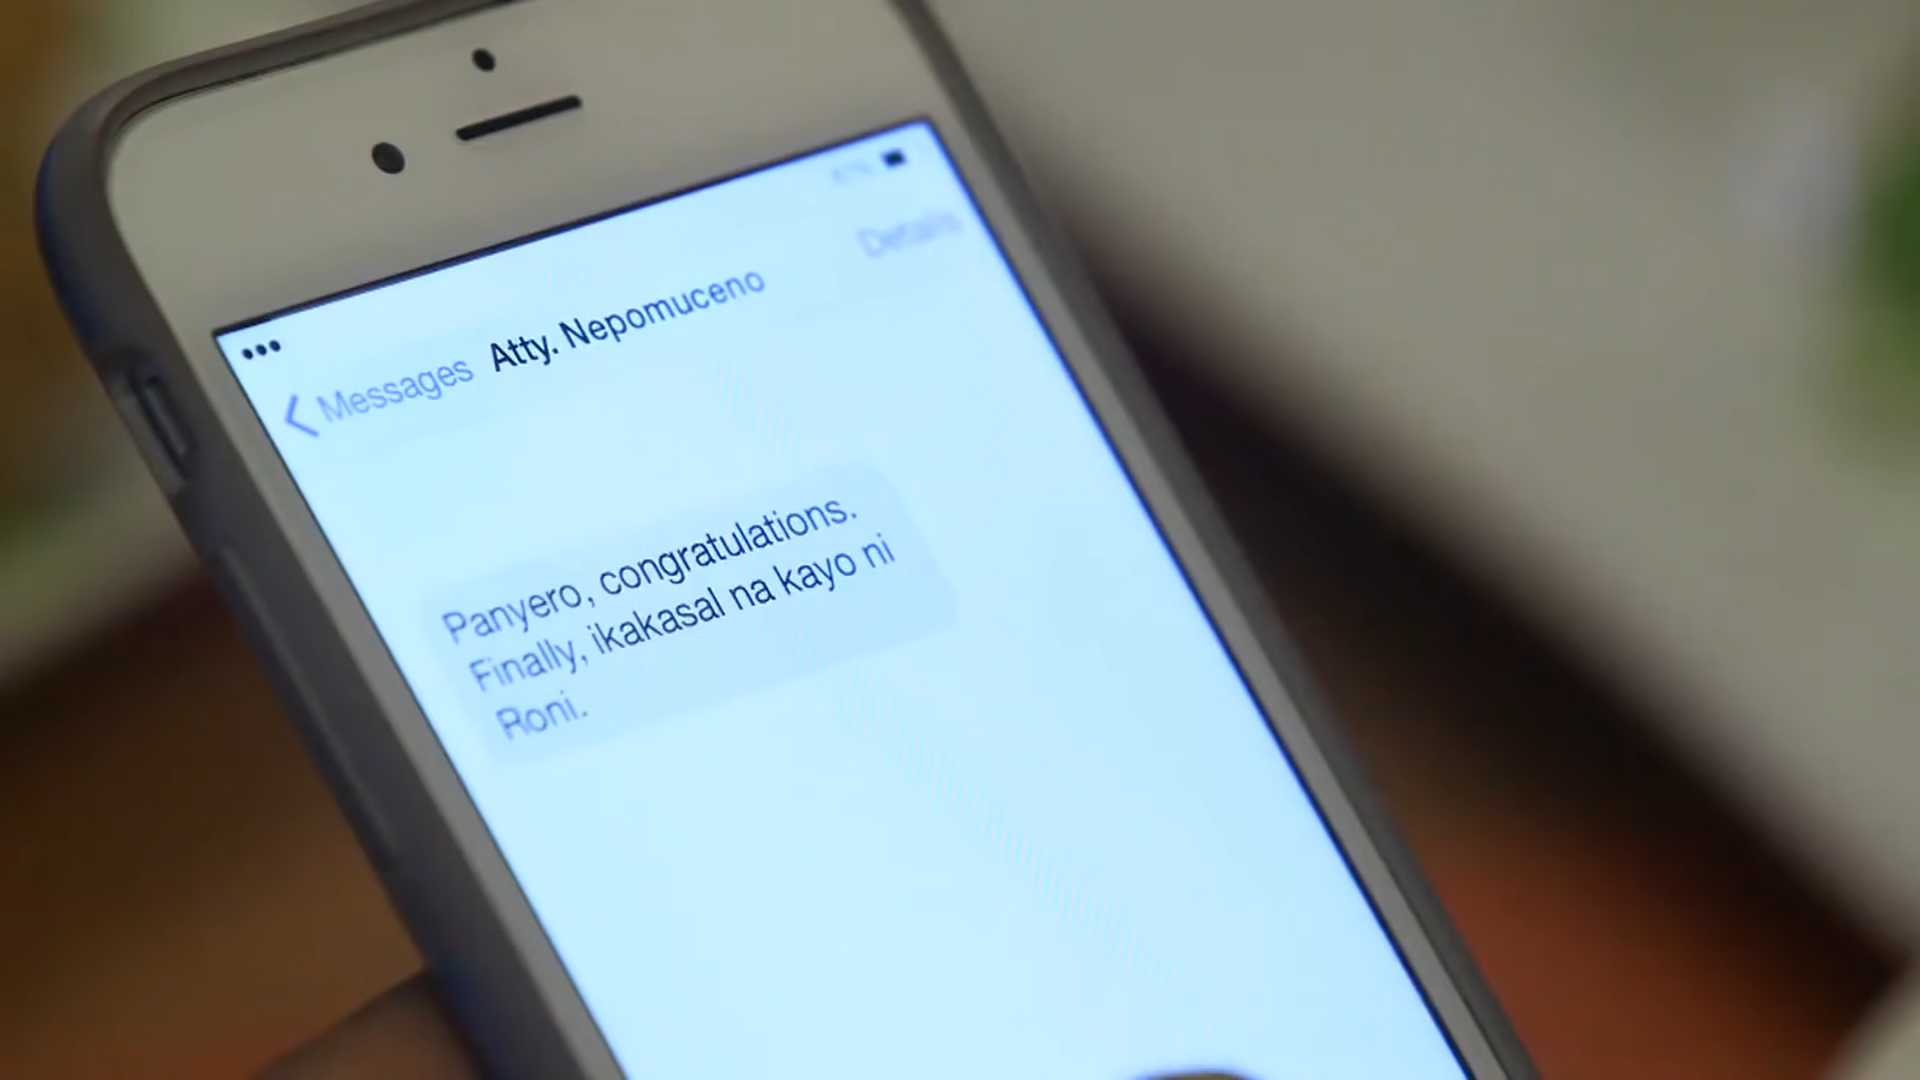 Details
Messages Atty. Nepomuceno
Panyero, congratulations.
Finally, ikakasal na kayo ni
Roni.